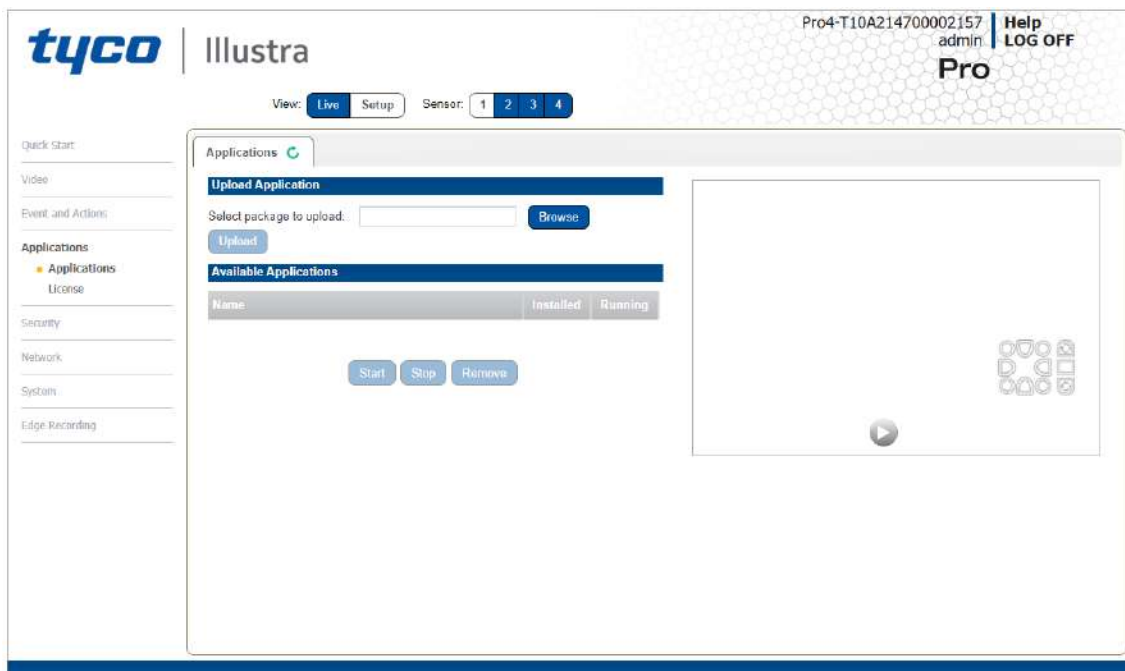 tyco | Illustra
Pro4-T10A214700002157 Help
admin LOG OFF
Pro
View: Live Setup Sensor: 1 2 3 4
Quick Start
Video
Event and Actions
Applications
Applications
License
Security
Network
System
Edge Recording
Applications
Upload Application
Select package to upload: Browse
Upload
Available Applications
Name Installed Running
Start Stop Remove